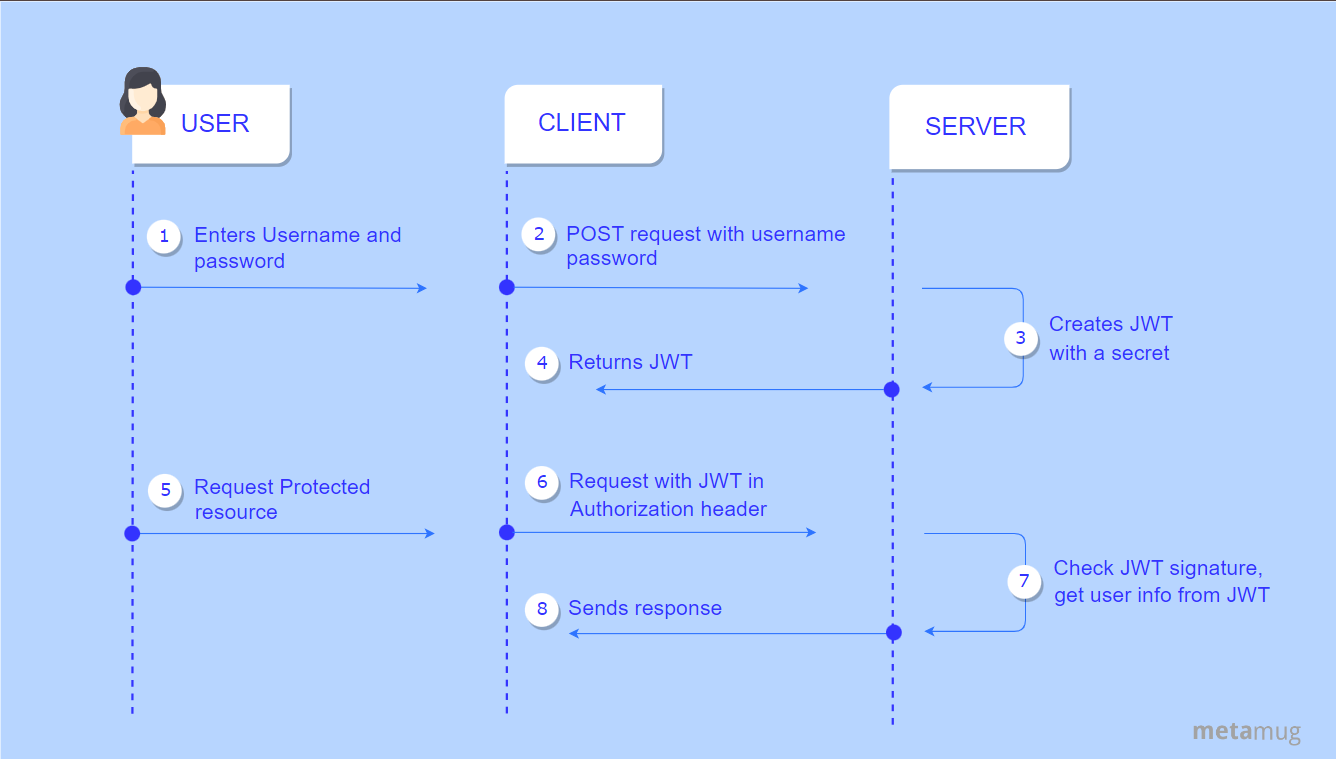 USER
CLIENT
SERVER
1
Enters Username and
password
2
POST request with username
password
3
Creates JWT
with a secret
4
Returns JWT
5
Request Protected
resource
6
Request with JWT in
Authorization header
7
Check JWT signature,
get user info from JWT
8
Sends response
metamug